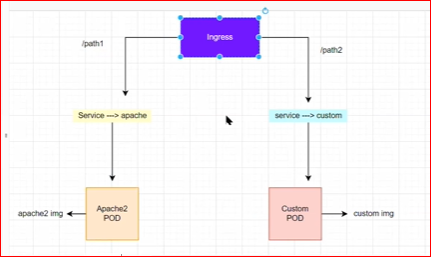 Ingress
/path1
/path2
Service ---> apache
service ---> custom
Apache2
POD
apache2 img
Custom
POD
custom img